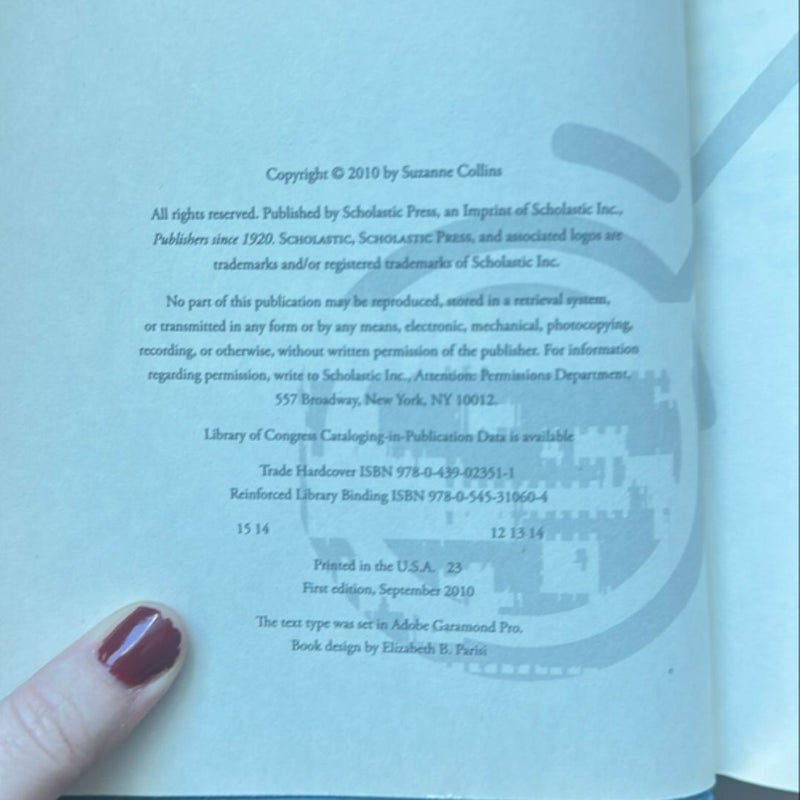 Copyright © 2010 by Suzanne Collins
All rights reserved. Published by Scholastic Press, an Imprint of Scholastic Inc.,
Publishers since 1920. SCHOLASTIC, SCHOLASTIC PRESS, and associated logos are
trademarks and/or registered trademarks of Scholastic Inc.
No part of this publication may be reproduced, stored in a retrieval system,
or transmitted in any form or by any means, electronic, mechanical, photocopying,
recording, or otherwise, without written permission of the publisher. For information
regarding permission, write to Scholastic Inc., Attention: Permissions Department,
557 Broadway, New York, NY 10012.
Library of Congress Cataloging-in-Publication Data is available
Trade Hardcover ISBN 978-0-439-02351-1
Reinforced Library Binding ISBN 978-0-545-31060-4
15 14 12 13 14
Printed in the U.S.A. 23
First edition, September 2010
The text type was set in Adobe Garamond Pro.
Book design by Elizabeth B. Parisi